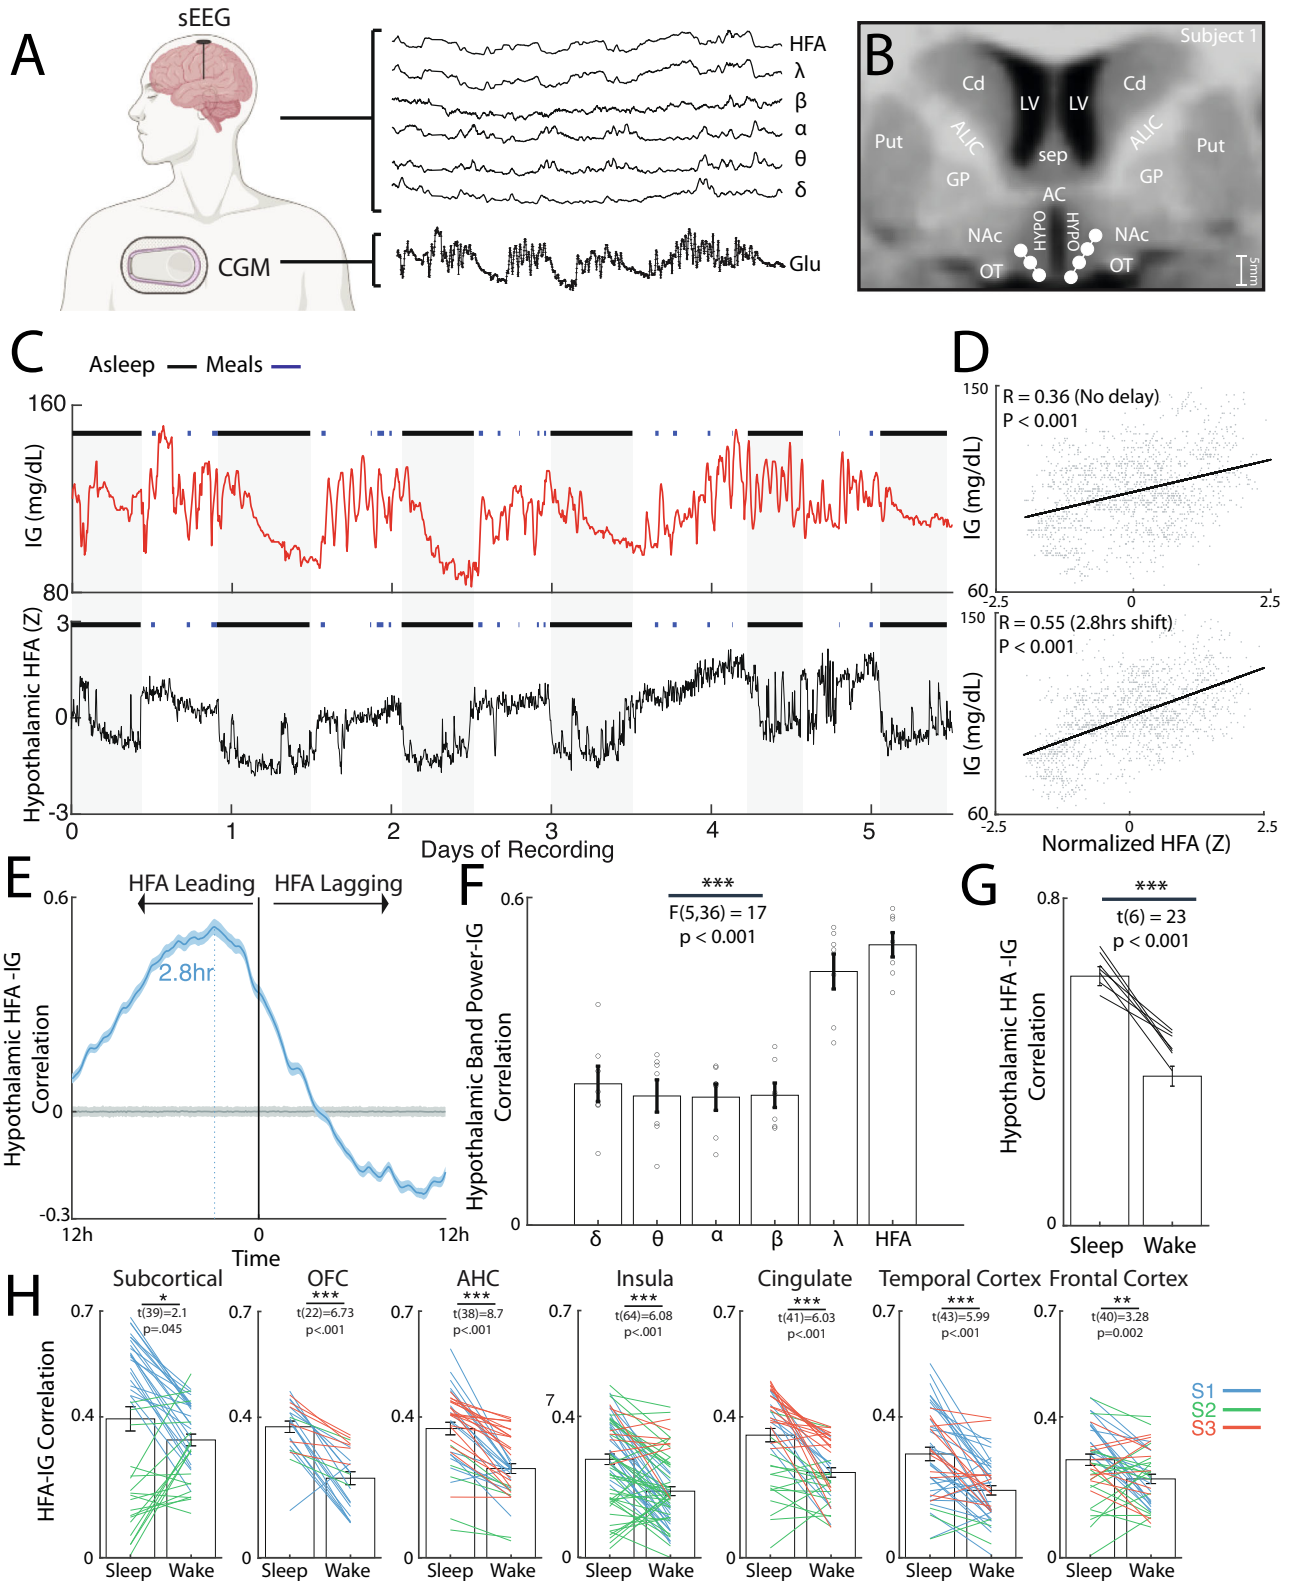 A
sEEG
HFA
λ
β
α
θ
δ
CGM
Glu
B
Subject 1
Cd
LV
LV
Cd
Put
ALIC
ALIC
Put
sep
GP
GP
AC
NAc
HYPO
HYPO
NAc
OT
OT
5mm
C
Asleep
Meals
160
IG (mg/dL)
80
3
Hypothalamic HFA (Z)
0
-3
0
1
2
3
4
5
Days of Recording
D
150
R = 0.36 (No delay)
P < 0.001
IG (mg/dL)
60
-2.5
0
2.5
150
R = 0.55 (2.8hrs shift)
P < 0.001
IG (mg/dL)
60
-2.5
0
2.5
Normalized HFA (Z)
E
HFA Leading
HFA Lagging
0.6
2.8hr
Hypothalamic HFA -IG
Correlation
0
-0.3
12h
0
12h
Time
F
***
F(5,36) = 17
p < 0.001
0.6
Hypothalamic Band Power-IG
Correlation
0
δ
θ
α
β
λ
HFA
G
***
t(6) = 23
p < 0.001
0.8
Hypothalamic HFA -IG
Correlation
0
Sleep
Wake
H
HFA-IG Correlation
Subcortical
*
t(39)=2.1
p=.045
0.7
0.4
0
Sleep
Wake
OFC
***
t(22)=6.73
p<.001
0.7
0.4
0
Sleep
Wake
AHC
***
t(38)=8.7
p<.001
0.7
0.4
0
Sleep
Wake
Insula
***
t(64)=6.08
p<.001
0.7
7
0.4
0
Sleep
Wake
Cingulate
***
t(41)=6.03
p<.001
0.7
0.4
0
Sleep
Wake
Temporal Cortex
***
t(43)=5.99
p<.001
0.7
0.4
0
Sleep
Wake
Frontal Cortex
**
t(40)=3.28
p=0.002
0.7
0.4
0
Sleep
Wake
S1
S2
S3